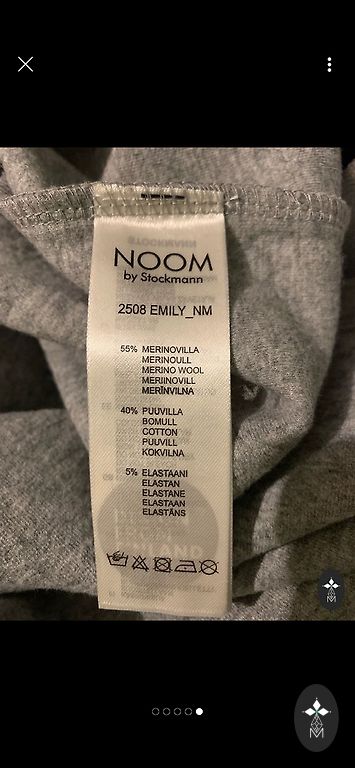 NOOM
by Stockmann
2508 EMILY_NM
55% MERINOVILLA
MERINOULL
MERINO WOOL
MERIINOVILL
MERĪNVILNA
40% PUUVILLA
BOMULL
COTTON
PUUVILL
KOKVILNA
5% ELASTAANI
ELASTAN
ELASTANE
ELASTAAN
ELASTĀNS
M
M